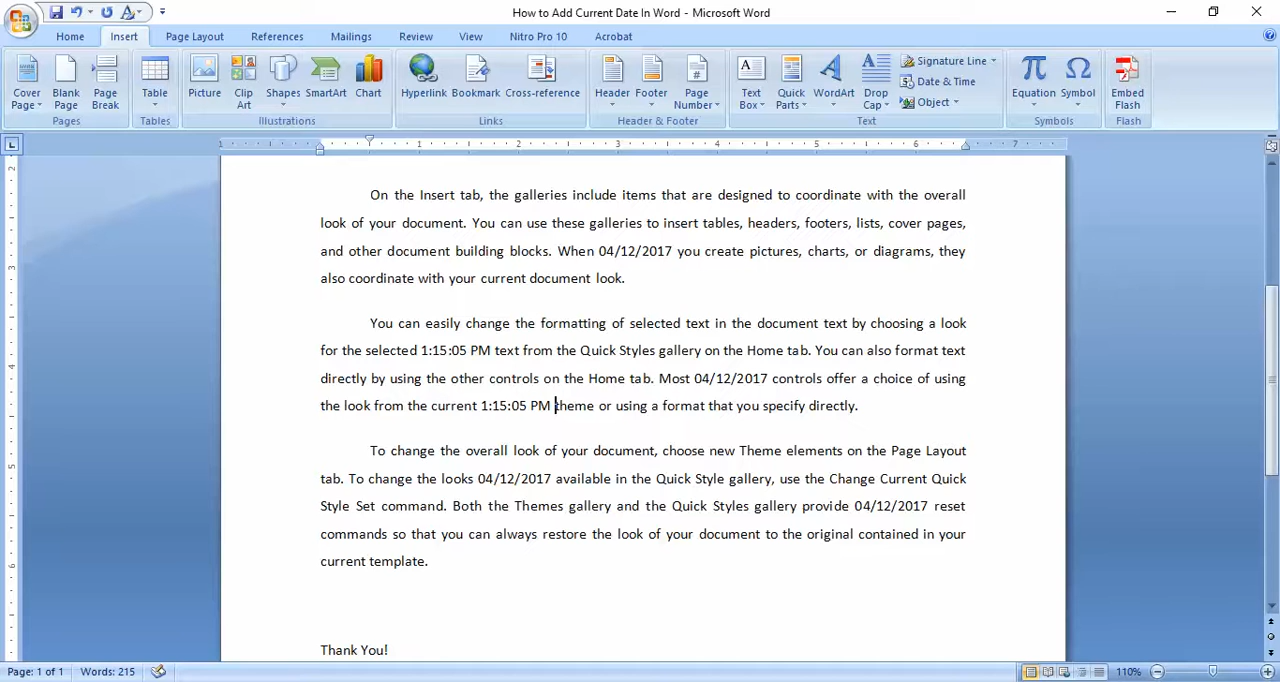 How to Add Current Date In Word - Microsoft Word
Home Insert Page Layout References Mailings Review View Nitro Pro 10 Acrobat
Cover Page Blank Page Page Break Table Picture Clip Art Shapes SmartArt Chart Hyperlink Bookmark Cross-reference Header Footer Page Number Text Box Quick Parts WordArt Drop Cap Signature Line Date & Time Object Equation Symbol Embed Flash
Pages Tables Illustrations Links Header & Footer Text Symbols Flash
1 1 2 3 4 5 6 7
On the Insert tab, the galleries include items that are designed to coordinate with the overall
look of your document. You can use these galleries to insert tables, headers, footers, lists, cover pages,
and other document building blocks. When 04/12/2017 you create pictures, charts, or diagrams, they
also coordinate with your current document look.
You can easily change the formatting of selected text in the document text by choosing a look
for the selected 1:15:05 PM text from the Quick Styles gallery on the Home tab. You can also format text
directly by using the other controls on the Home tab. Most 04/12/2017 controls offer a choice of using
the look from the current 1:15:05 PM theme or using a format that you specify directly.
To change the overall look of your document, choose new Theme elements on the Page Layout
tab. To change the looks 04/12/2017 available in the Quick Style gallery, use the Change Current Quick
Style Set command. Both the Themes gallery and the Quick Styles gallery provide 04/12/2017 reset
commands so that you can always restore the look of your document to the original contained in your
current template.
Thank You!
Page: 1 of 1 Words: 215 110%